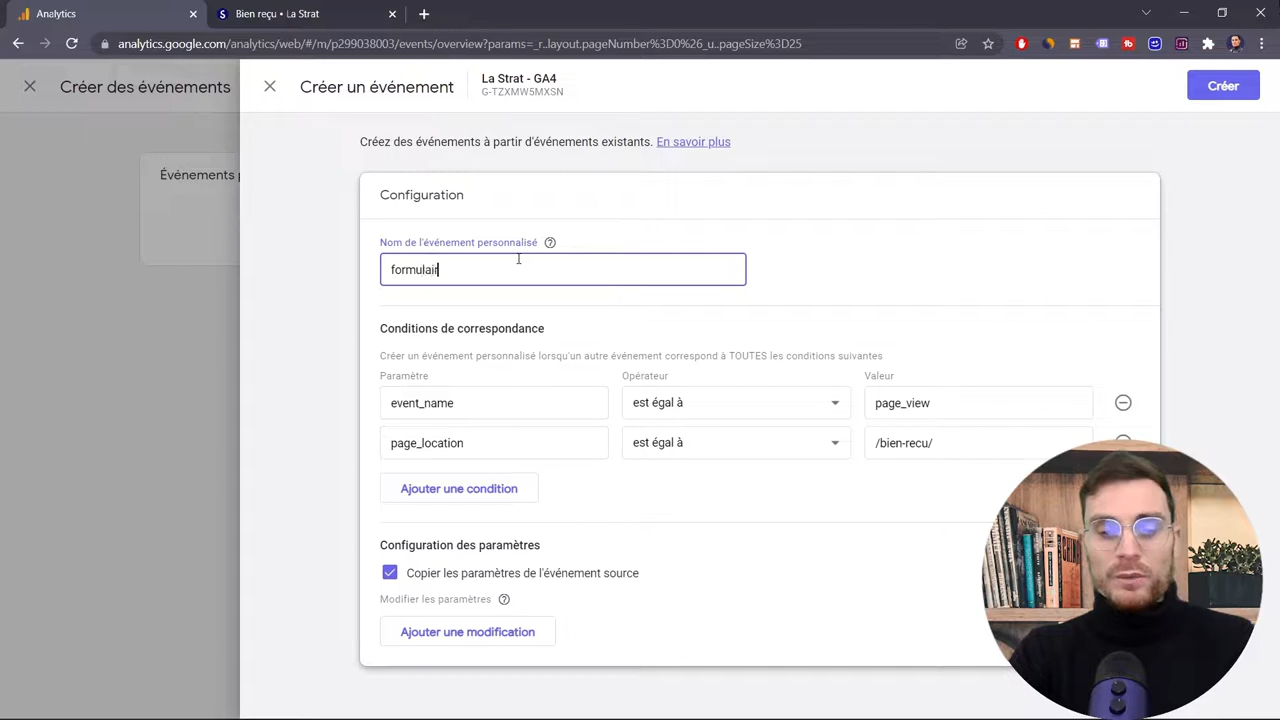 Analytics
Bien reçu • La Strat
analytics.google.com/analytics/web/#/m/p299038003/events/overview?params=_r..layout.pageNumber%3D0%26_u..pageSize%3D25
Créer des événements
Créer un événement
La Strat - GA4
G-TZXMW5MXSN
Créer
Créez des événements à partir d'événements existants. En savoir plus
Événements p
Configuration
Nom de l'événement personnalisé
formulair
Conditions de correspondance
Créer un événement personnalisé lorsqu'un autre événement correspond à TOUTES les conditions suivantes
Paramètre Opérateur Valeur
event_name est égal à page_view
page_location est égal à /bien-recu/
Ajouter une condition
Configuration des paramètres
Copier les paramètres de l'événement source
Modifier les paramètres
Ajouter une modification